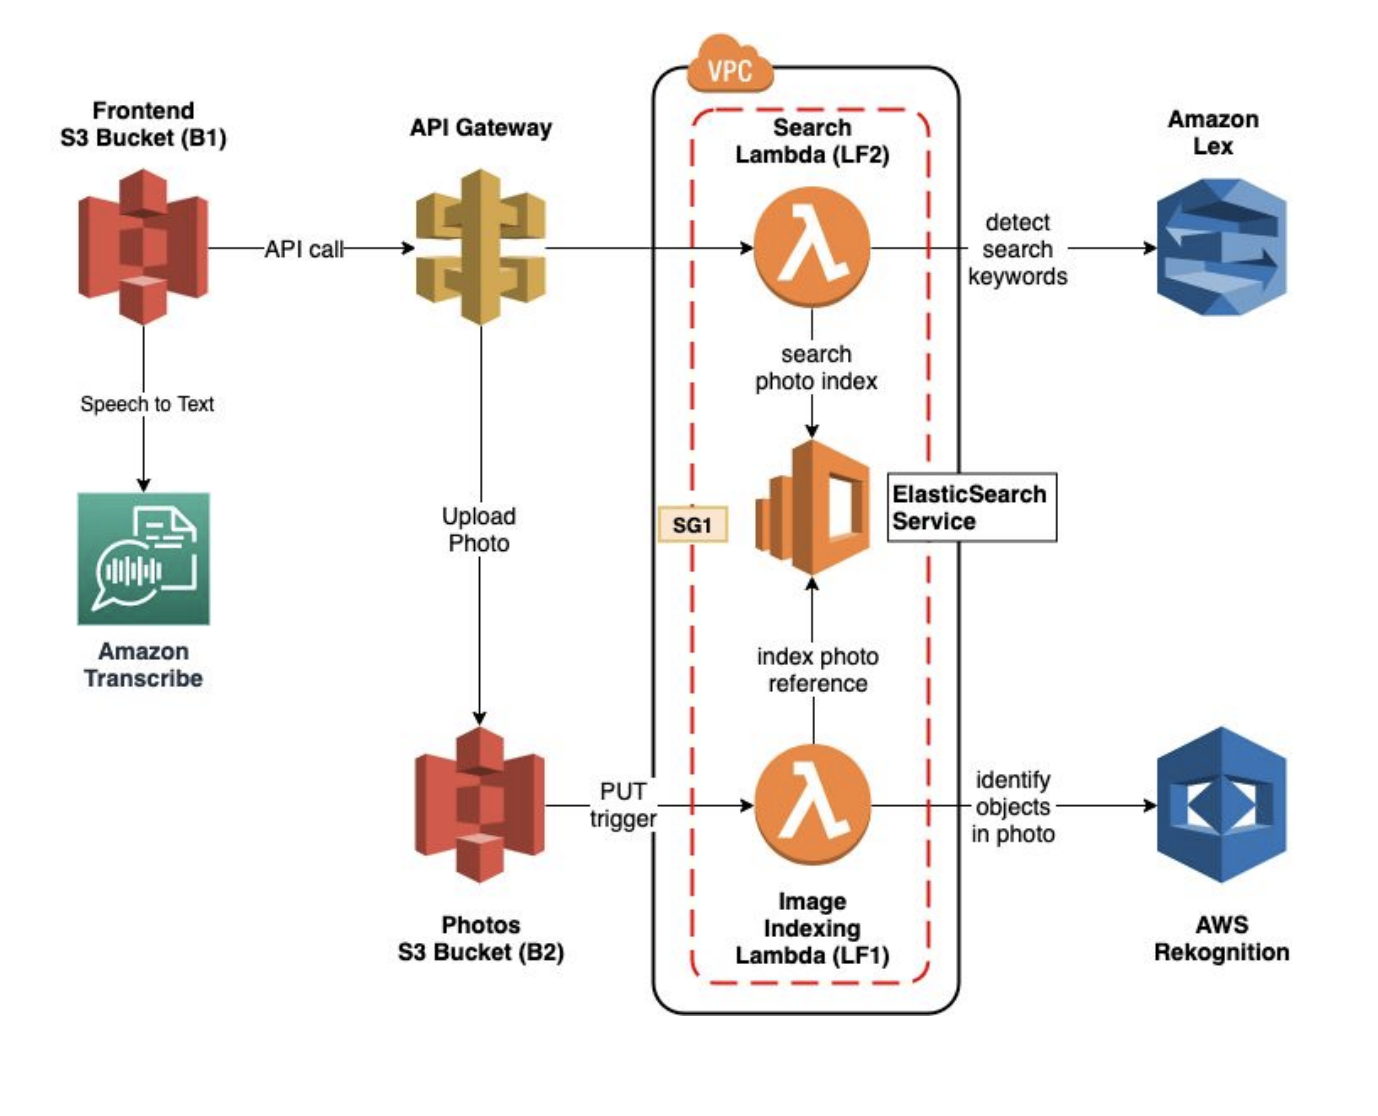 VPC
Frontend
S3 Bucket (B1)
API Gateway
Search
Lambda (LF2)
Amazon
Lex
API call
detect
search
keywords
Speech to Text
search
photo index
Upload
Photo
SG1
ElasticSearch
Service
Amazon
Transcribe
index photo
reference
PUT
trigger
identify
objects
in photo
Photos
S3 Bucket (B2)
Image
Indexing
Lambda (LF1)
AWS
Rekognition